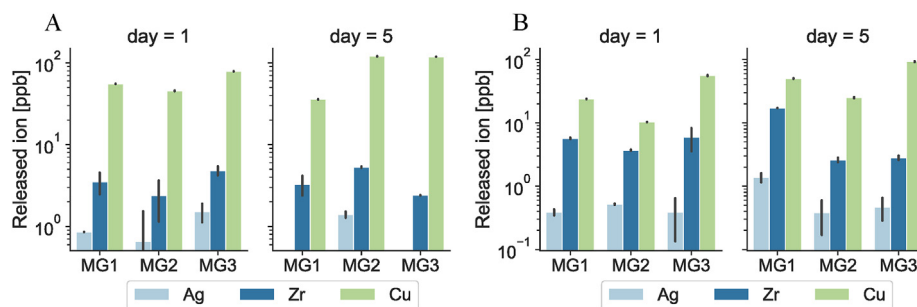 A
day = 1
day = 5
Released ion [ppb]
10²
10¹
10⁰
MG1 MG2 MG3
MG1 MG2 MG3
Ag Zr Cu
B
day = 1
day = 5
Released ion [ppb]
10²
10¹
10⁰
10⁻¹
MG1 MG2 MG3
MG1 MG2 MG3
Ag Zr Cu